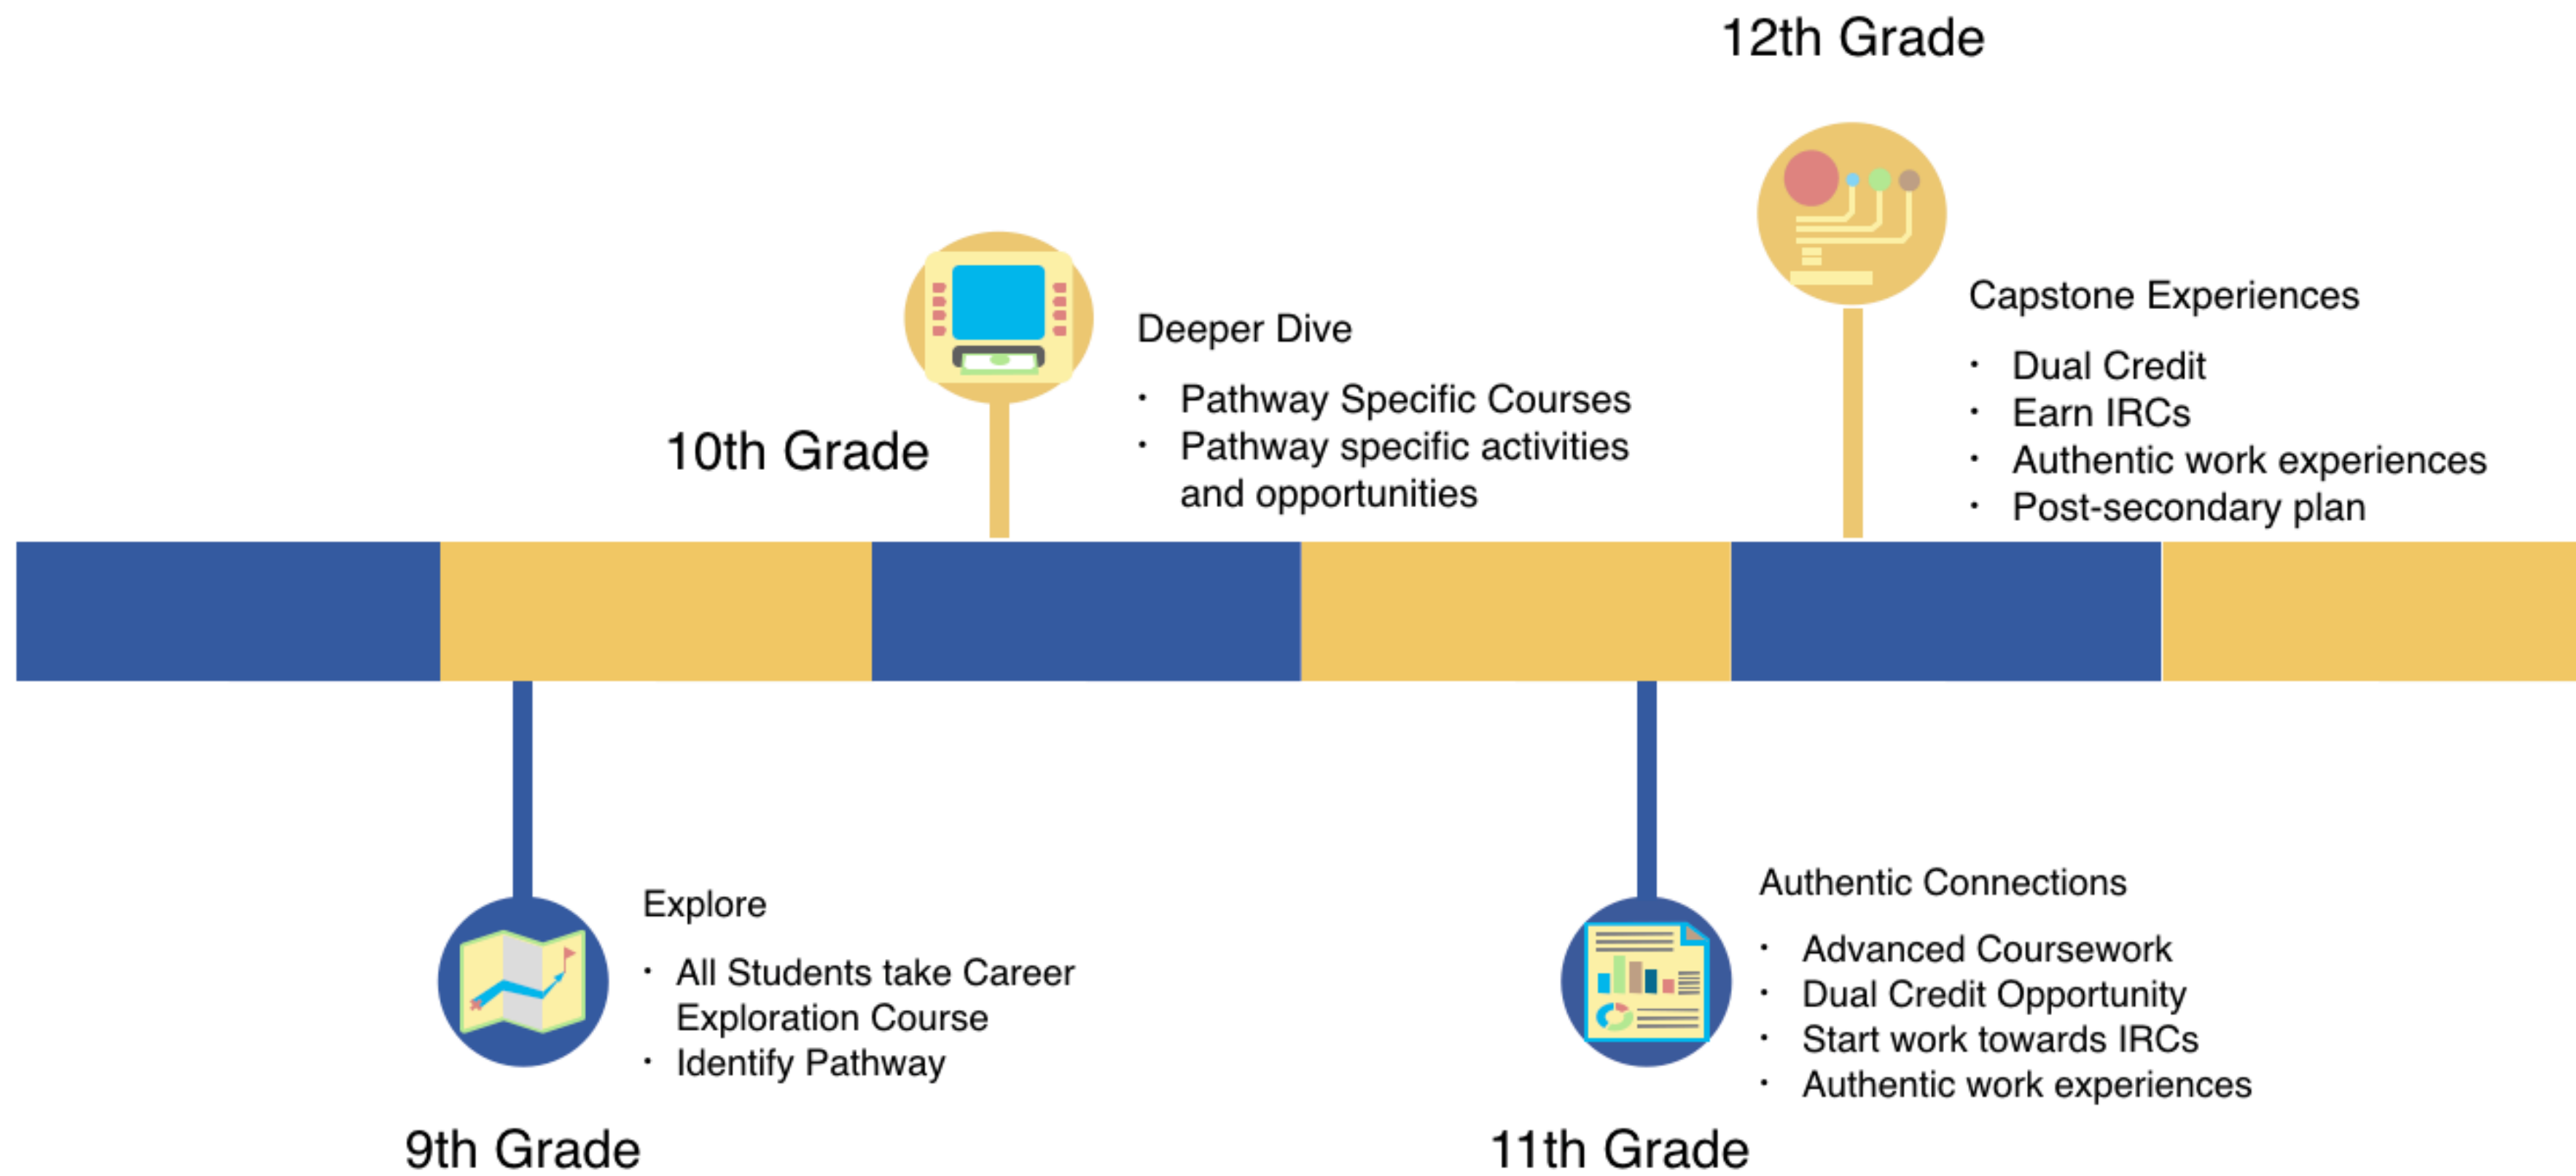 12th Grade
Capstone Experiences
· Dual Credit
· Earn IRCs
· Authentic work experiences
· Post-secondary plan
10th Grade
Deeper Dive
· Pathway Specific Courses
· Pathway specific activities
and opportunities
Explore
· All Students take Career
Exploration Course
· Identify Pathway
9th Grade
Authentic Connections
· Advanced Coursework
· Dual Credit Opportunity
· Start work towards IRCs
· Authentic work experiences
11th Grade